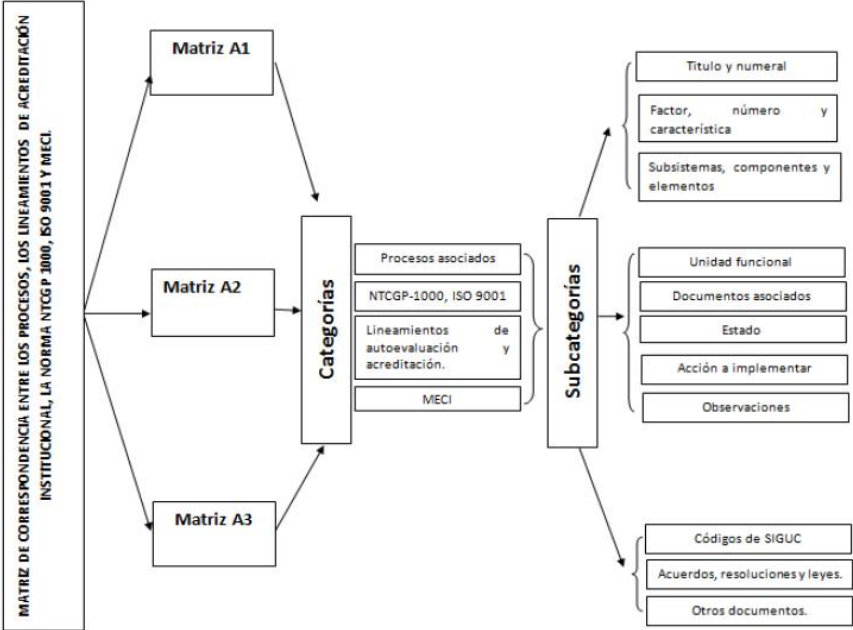 MATRIZ DE CORRESPONDENCIA ENTRE LOS PROCESOS, LOS LINEAMIENTOS DE ACREDITACIÓN
INSTITUCIONAL, LA NORMA NTCGP 1000, ISO 9001 Y MECI.
Matriz A1
Matriz A2
Matriz A3
Categorías
Procesos asociados
NTCGP-1000, ISO 9001
Lineamientos de
autoevaluación y
acreditación.
MECI
Subcategorías
Titulo y numeral
Factor, número y
característica
Subsistemas, componentes y
elementos
Unidad funcional
Documentos asociados
Estado
Acción a implementar
Observaciones
Códigos de SIGUC
Acuerdos, resoluciones y leyes.
Otros documentos.